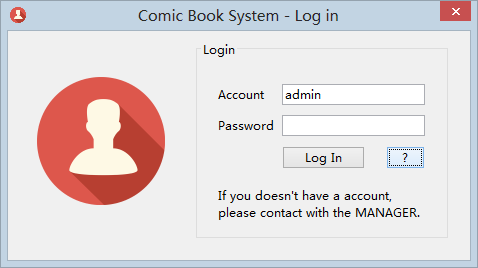 Comic Book System - Log in
Login
Account admin
Password
Log In ?
If you doesn't have a account,
please contact with the MANAGER.